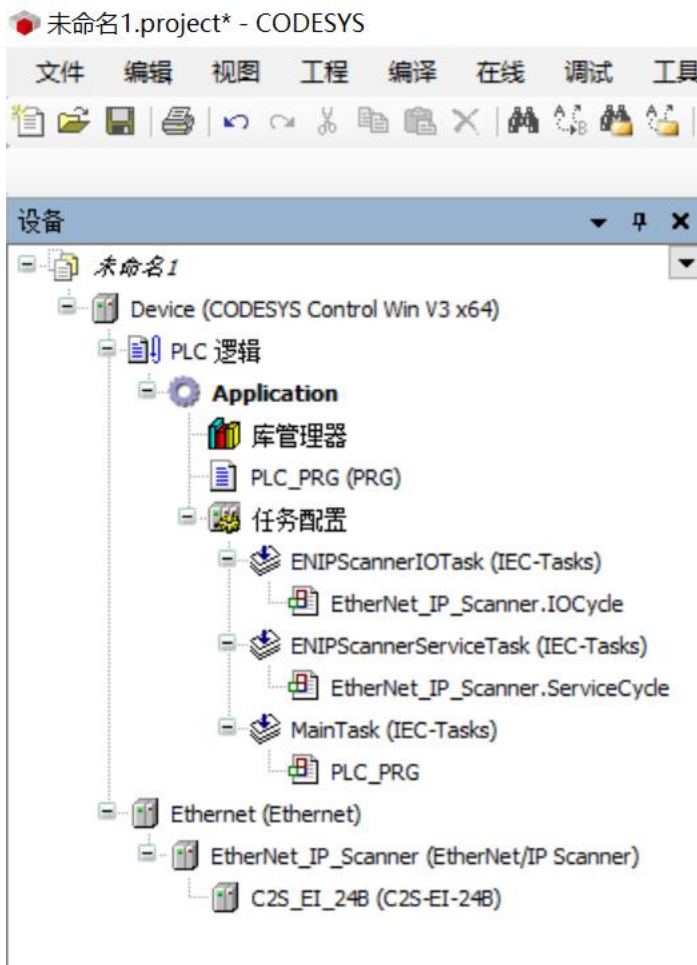 未命名1.project* - CODESYS
文件 编辑 视图 工程 编译 在线 调试 工具
设备
未命名1
Device (CODESYS Control Win V3 x64)
PLC 逻辑
Application
库管理器
PLC_PRG (PRG)
任务配置
ENIPScannerIOTask (IEC-Tasks)
EtherNet_IP_Scanner.IOCycle
ENIPScannerServiceTask (IEC-Tasks)
EtherNet_IP_Scanner.ServiceCycle
MainTask (IEC-Tasks)
PLC_PRG
Ethernet (Ethernet)
EtherNet_IP_Scanner (EtherNet/IP Scanner)
C2S_EI_24B (C2S-EI-24B)